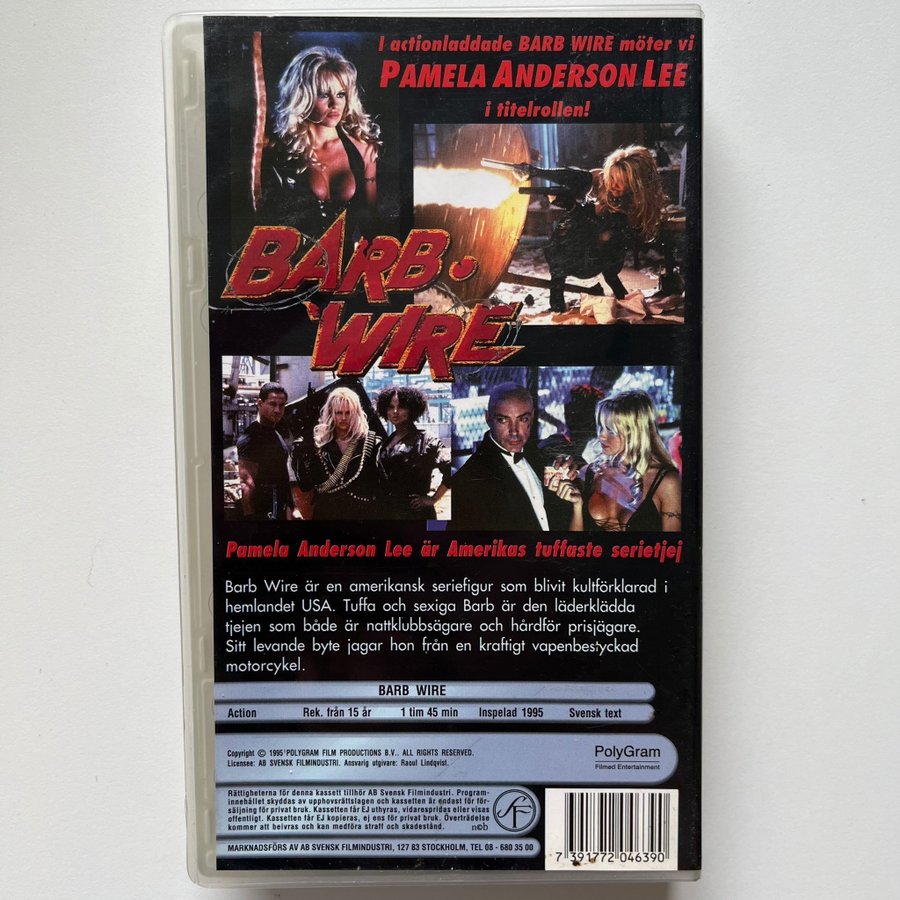 I actionladdade BARB WIRE möter vi
PAMELA ANDERSON LEE
i titelrollen!
BARB
WIRE
Pamela Anderson Lee är Amerikas tuffaste serietjej
Barb Wire är en amerikansk seriefigur som blivit kultförklarad i
hemlandet USA. Tuffa och sexiga Barb är den läderklädda
tjejen som både är nattklubbsägare och hårdför prisjägare.
Sitt levande byte jagar hon från en kraftigt vapenbestyckad
motorcykel.
BARB WIRE
Action Rek. från 15 år 1 tim 45 min Inspelad 1995 Svensk text
Copyright © 1995 POLYGRAM FILM PRODUCTIONS B.V.. ALL RIGHTS RESERVED.
Licensee: AB SVENSK FILMINDUSTRI. Ansvarig utgivare: Raoul Lindqvist.
PolyGram
Filmed Entertainment
Rättigheterna för denna kassett tillhör AB Svensk Filmindustri. Program-
innehållet skyddas av upphovsrättslagen och kassetten är endast för för-
säljning för privat bruk. Kassetten får EJ uthyras, vidarespridas eller visas
offentligt. Kassetten får EJ kopieras, ej ens för privat bruk. Överträdelse
kommer att beivras och kan medföra straff och skadestånd.
n©b
SF
MARKNADSFÖRS AV AB SVENSK FILMINDUSTRI, 127 83 STOCKHOLM, TEL 08 - 680 35 00
7 391772 046390